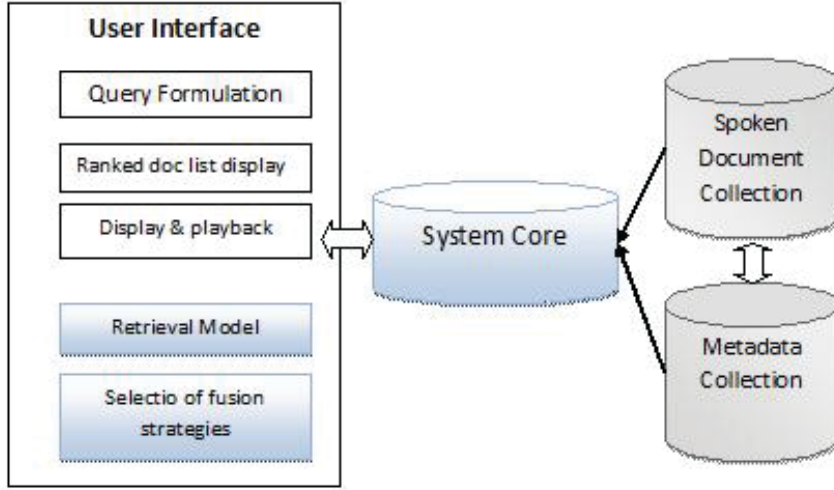 User Interface
Query Formulation
Ranked doc list display
Display & playback
Retrieval Model
Selectio of fusion
strategies
System Core
Spoken
Document
Collection
Metadata
Collection